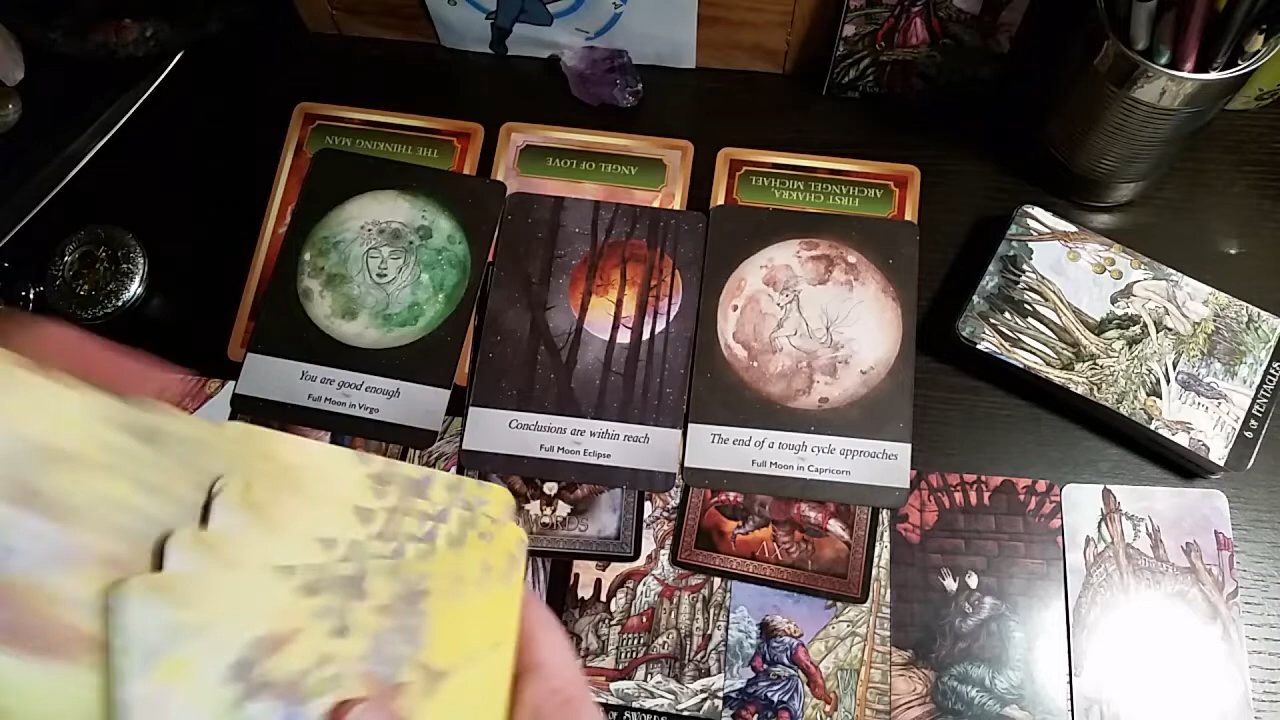 THE THINKING MAN
ANGEL OF LOVE
FIRST CHAKRA,
ARCHANGEL MICHAEL
You are good enough
Full Moon in Virgo
Conclusions are within reach
Full Moon Eclipse
The end of a tough cycle approaches
Full Moon in Capricorn
6 OF PENTACLES
SWORDS
XV
OF SWORDS